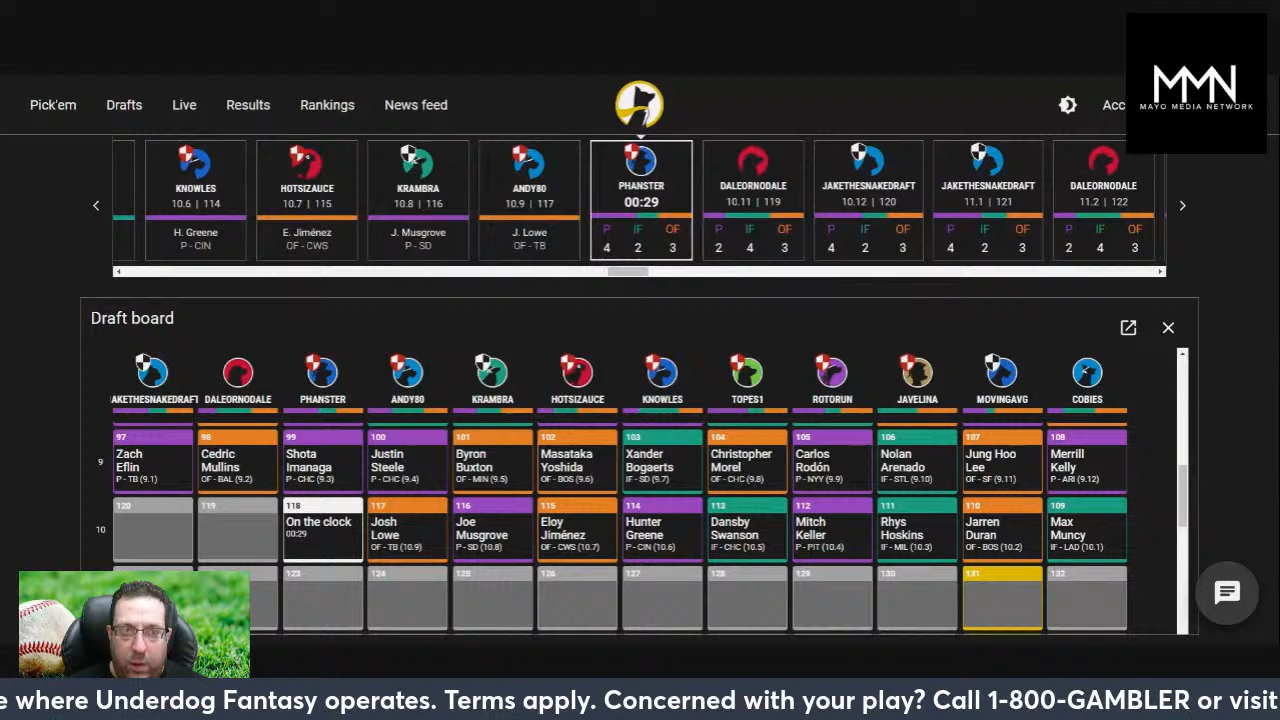 MMN
MAYO MEDIA NETWORK
Pick'em Drafts Live Results Rankings News feed Acc
KNOWLES
10.6 | 114
H. Greene
P - CIN
HOTSIZAUCE
10.7 | 115
E. Jiménez
OF - CWS
KRAMBRA
10.8 | 116
J. Musgrove
P - SD
ANDY80
10.9 | 117
J. Lowe
OF - TB
PHANSTER
00:29
P IF OF
4 2 3
DALEORNODALE
10.11 | 119
P IF OF
2 4 3
JAKETHESNAKEDRAFT
10.12 | 120
P IF OF
4 2 3
JAKETHESNAKEDRAFT
11.1 | 121
P IF OF
4 2 3
DALEORNODALE
11.2 | 122
P IF OF
2 4 3
Draft board
AKETHESNAKEDRAFT DALEORNODALE PHANSTER ANDY80 KRAMBRA HOTSIZAUCE KNOWLES TOPES1 ROTORUN JAVELINA MOVINGAVG COBIES
9
97
Zach
Eflin
P - TB (9.1)
98
Cedric
Mullins
OF - BAL (9.2)
99
Shota
Imanaga
P - CHC (9.3)
100
Justin
Steele
P - CHC (9.4)
101
Byron
Buxton
OF - MIN (9.5)
102
Masataka
Yoshida
OF - BOS (9.6)
103
Xander
Bogaerts
IF - SD (9.7)
104
Christopher
Morel
OF - CHC (9.8)
105
Carlos
Rodón
P - NYY (9.9)
106
Nolan
Arenado
IF - STL (9.10)
107
Jung Hoo
Lee
OF - SF (9.11)
108
Merrill
Kelly
P - ARI (9.12)
10
120
119
118
On the clock
00:29
117
Josh
Lowe
OF - TB (10.9)
116
Joe
Musgrove
P - SD (10.8)
115
Eloy
Jiménez
OF - CWS (10.7)
114
Hunter
Greene
P - CIN (10.6)
113
Dansby
Swanson
IF - CHC (10.5)
112
Mitch
Keller
P - PIT (10.4)
111
Rhys
Hoskins
IF - MIL (10.3)
110
Jarren
Duran
OF - BOS (10.2)
109
Max
Muncy
IF - LAD (10.1)
123 124 125 126 127 128 129 130 131 132
e where Underdog Fantasy operates. Terms apply. Concerned with your play? Call 1-800-GAMBLER or visit